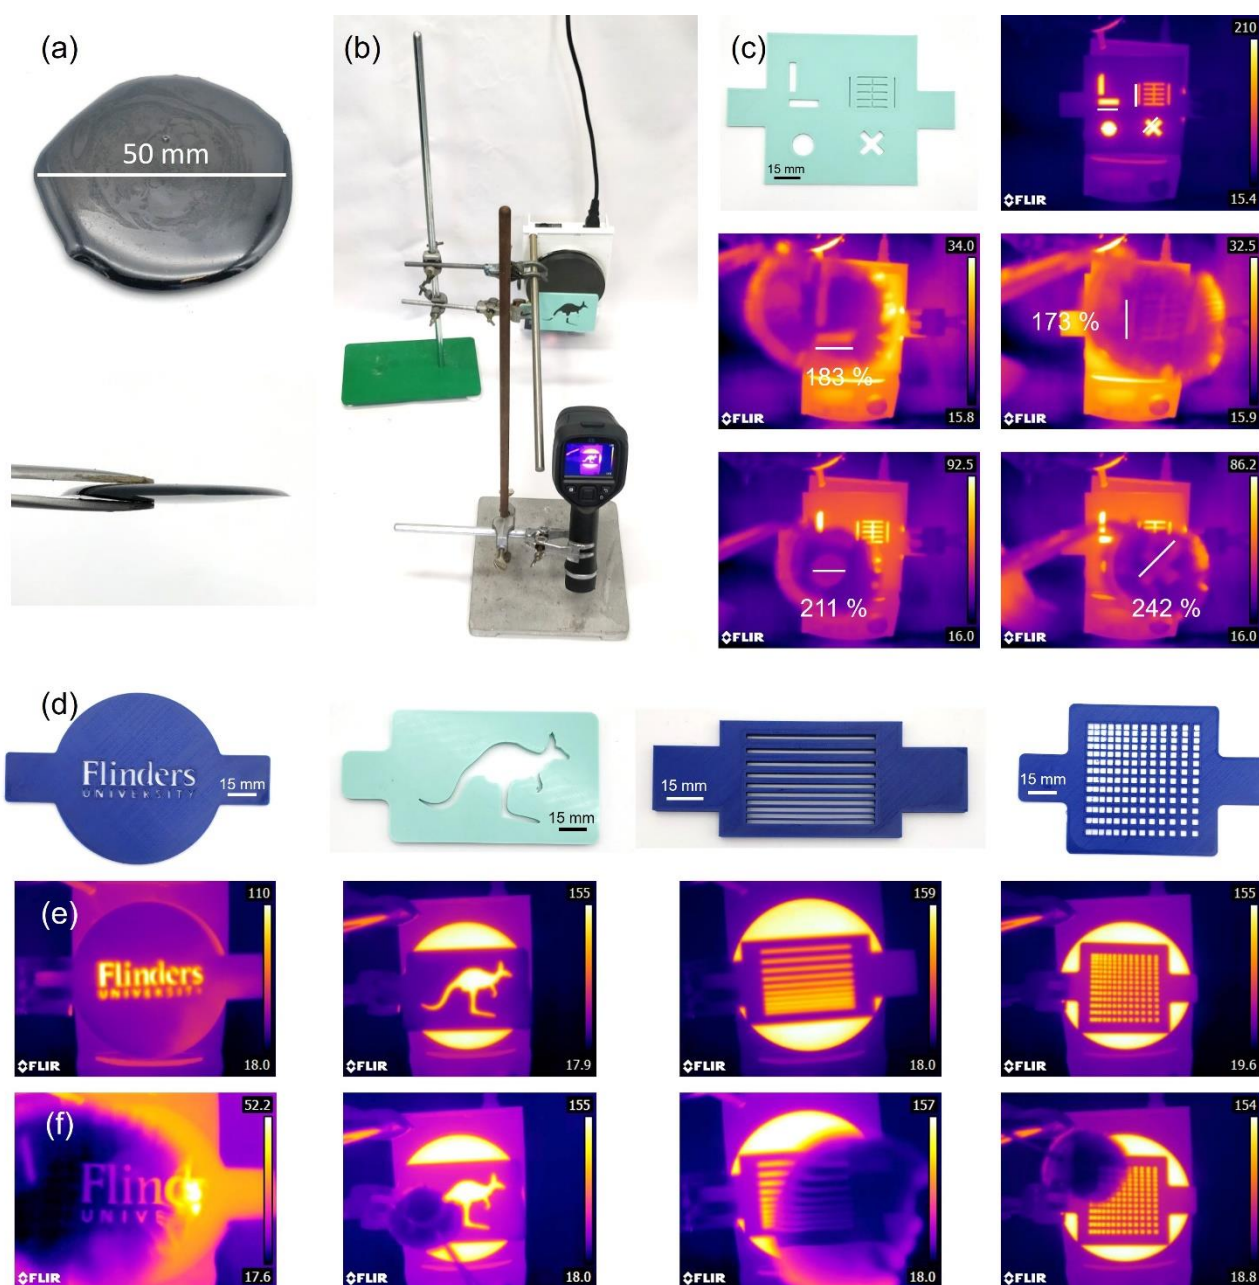 (a)
50 mm
(b)
(c)
15 mm
210
15.4
FLIR
34.0
183 %
15.8
FLIR
32.5
173 %
15.9
FLIR
92.5
211 %
16.0
FLIR
86.2
242 %
16.0
FLIR
(d)
Flinders
UNIVERSITY
15 mm
15 mm
15 mm
15 mm
(e)
110
Flinders
UNIVERSITY
18.0
FLIR
155
17.9
FLIR
159
18.0
FLIR
155
19.6
FLIR
(f)
52.2
Flind
UNIVE
17.6
FLIR
155
18.0
FLIR
157
18.0
FLIR
154
19.8
FLIR